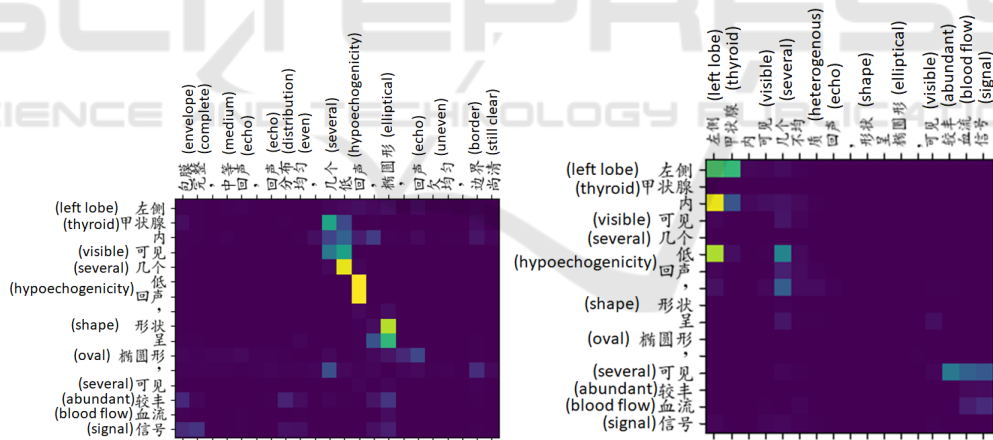 SCITEPRESS
SCIENCE AND TECHNOLOGY PUBLICATIONS
包膜 (envelope)
完整 (complete)
,
中等 (medium)
回声 (echo)
,
回声 (echo)
分布 (distribution)
均匀 (even)
,
几个 (several)
低
回声 (hypoechogenicity)
,
椭圆形 (elliptical)
,
回声 (echo)
欠
均匀 (uneven)
,
边界 (border)
尚清 (still clear)
(left lobe) 左侧
(thyroid)甲状腺
内
(visible) 可见
(several) 几个
(hypoechogenicity) 低
回声
,
(shape) 形状
呈
(oval) 椭圆形
,
(several)可见
(abundant)较丰
(blood flow)血流
(signal)信号
左侧 (left lobe)
甲状腺 (thyroid)
内
可见 (visible)
几个 (several)
不均
质 (heterogenous)
回声 (echo)
,
形状 (shape)
呈
椭圆形 (elliptical)
,
可见 (visible)
较丰 (abundant)
血流 (blood flow)
信号 (signal)
(left lobe) 左侧
(thyroid)甲状腺
内
(visible) 可见
(several) 几个
低
(hypoechogenicity) 回声
,
(shape) 形状
呈
(oval) 椭圆形
,
(several)可见
(abundant)较丰
(blood flow)血流
(signal)信号